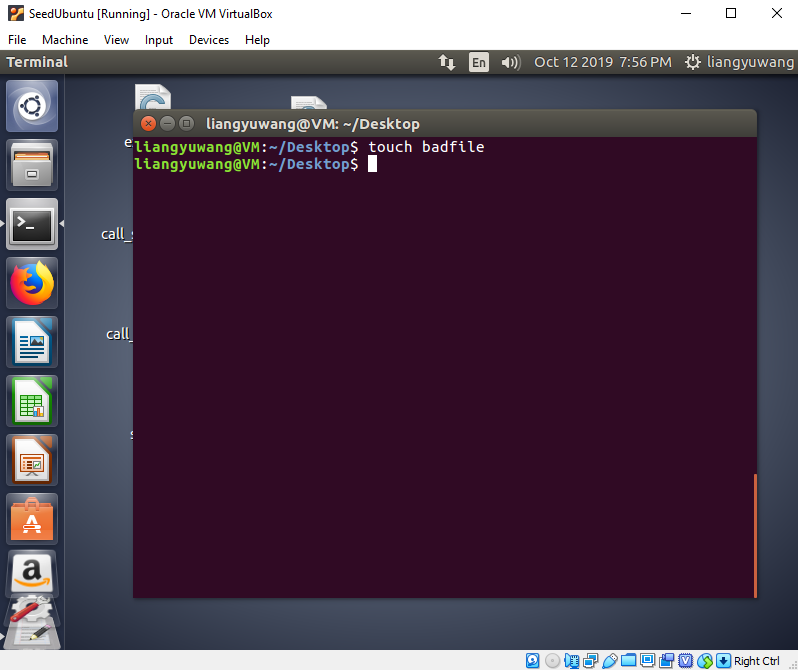 SeedUbuntu [Running] - Oracle VM VirtualBox
File Machine View Input Devices Help
Terminal En Oct 12 2019 7:56 PM liangyuwang
liangyuwang@VM: ~/Desktop
liangyuwang@VM:~/Desktop$ touch badfile
liangyuwang@VM:~/Desktop$
e
call_s
call_
s
Right Ctrl